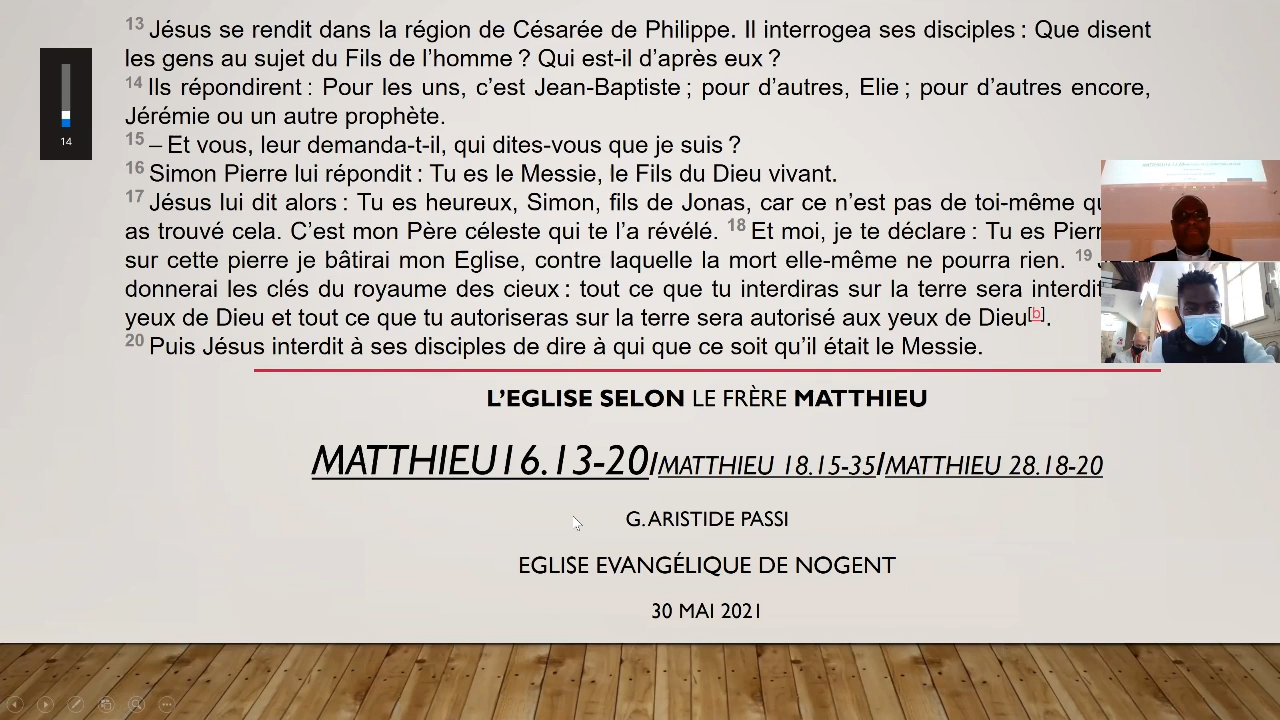 13 Jésus se rendit dans la région de Césarée de Philippe. Il interrogea ses disciples : Que disent
les gens au sujet du Fils de l’homme ? Qui est-il d’après eux ?
14 Ils répondirent : Pour les uns, c’est Jean-Baptiste ; pour d’autres, Elie ; pour d’autres encore,
Jérémie ou un autre prophète.
15 – Et vous, leur demanda-t-il, qui dites-vous que je suis ?
16 Simon Pierre lui répondit : Tu es le Messie, le Fils du Dieu vivant.
17 Jésus lui dit alors : Tu es heureux, Simon, fils de Jonas, car ce n’est pas de toi-même
as trouvé cela. C’est mon Père céleste qui te l’a révélé. 18 Et moi, je te déclare : Tu es
sur cette pierre je bâtirai mon Eglise, contre laquelle la mort elle-même ne pourra rien. 19
donnerai les clés du royaume des cieux : tout ce que tu interdiras sur la terre sera interdit
yeux de Dieu et tout ce que tu autoriseras sur la terre sera autorisé aux yeux de Dieu[b].
20 Puis Jésus interdit à ses disciples de dire à qui que ce soit qu’il était le Messie.
14
L’EGLISE SELON LE FRÈRE MATTHIEU
MATTHIEU16.13-20/MATTHIEU 18.15-35/MATTHIEU 28.18-20
G. ARISTIDE PASSI
EGLISE EVANGÉLIQUE DE NOGENT
30 MAI 2021